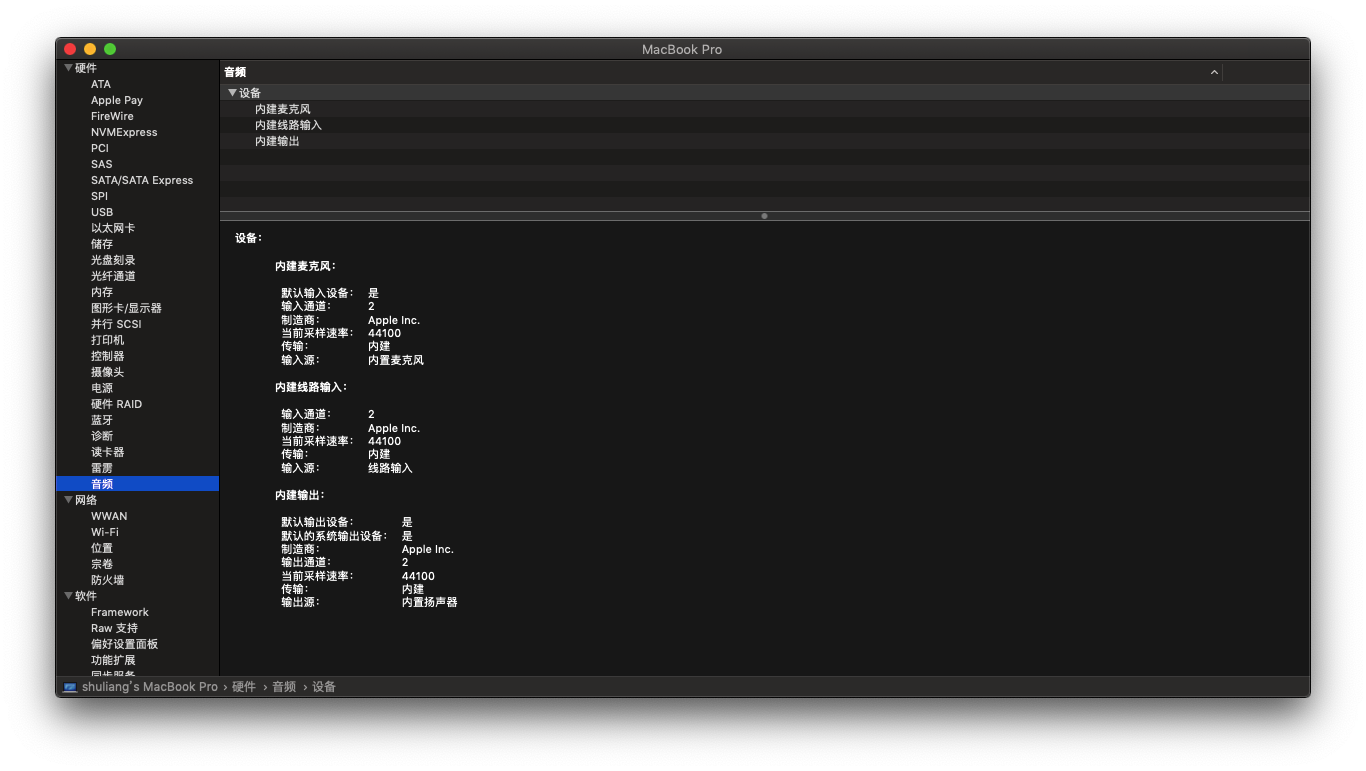 MacBook Pro
硬件
ATA
Apple Pay
FireWire
NVMExpress
PCI
SAS
SATA/SATA Express
SPI
USB
以太网卡
储存
光盘刻录
光纤通道
内存
图形卡/显示器
并行 SCSI
打印机
控制器
摄像头
电源
硬件 RAID
蓝牙
诊断
读卡器
雷雳
音频
网络
WWAN
Wi-Fi
位置
宗卷
防火墙
软件
Framework
Raw 支持
偏好设置面板
功能扩展
同步服务
音频
设备
内建麦克风
内建线路输入
内建输出
设备：
内建麦克风：
默认输入设备： 是
输入通道： 2
制造商： Apple Inc.
当前采样速率： 44100
传输： 内建
输入源： 内置麦克风
内建线路输入：
输入通道： 2
制造商： Apple Inc.
当前采样速率： 44100
传输： 内建
输入源： 线路输入
内建输出：
默认输出设备： 是
默认的系统输出设备： 是
制造商： Apple Inc.
输出通道： 2
当前采样速率： 44100
传输： 内建
输出源： 内置扬声器
shuliang's MacBook Pro › 硬件 › 音频 › 设备